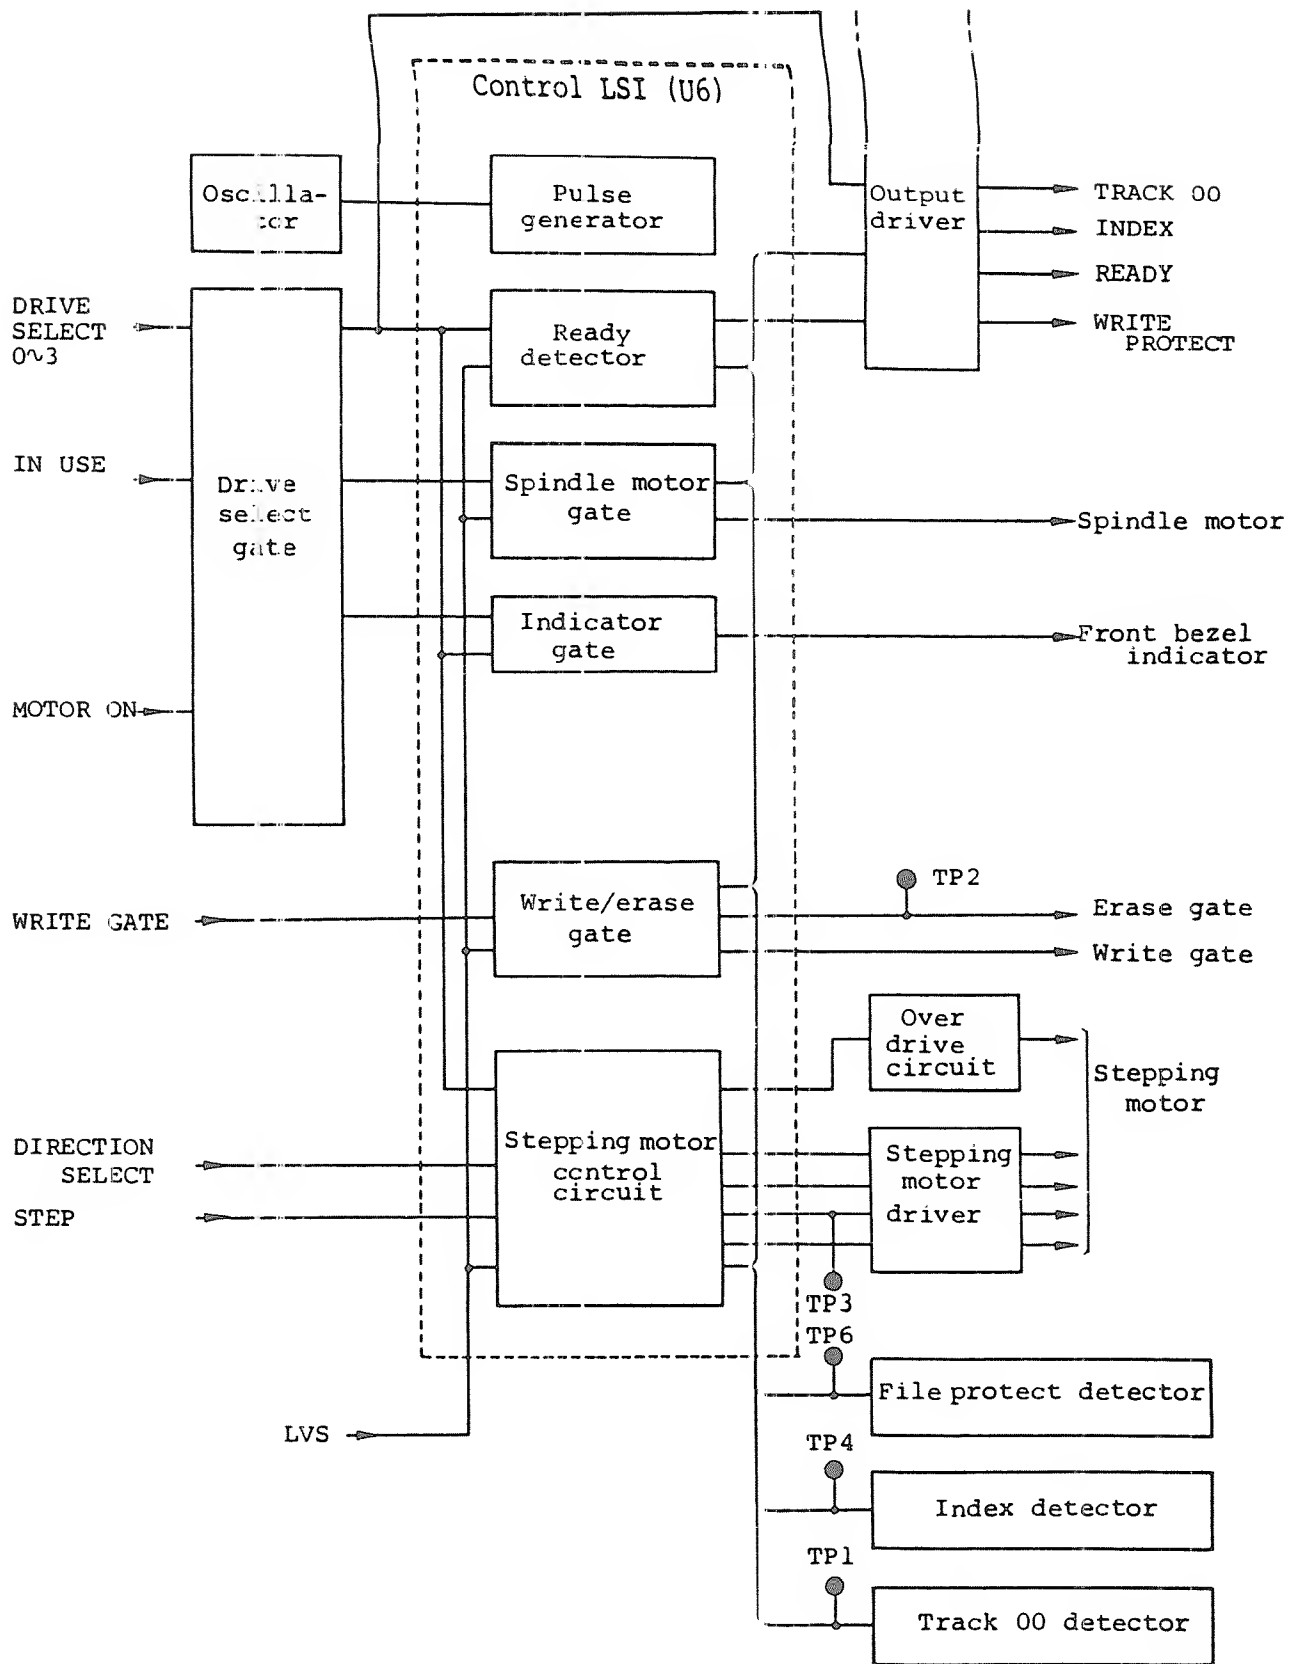 Control LSI (U6)
Oscilla-
tor
Pulse
generator
Output
driver
TRACK 00
INDEX
READY
WRITE
PROTECT
DRIVE
SELECT
0~3
Ready
detector
IN USE
Drive
select
gate
Spindle motor
gate
Spindle motor
Indicator
gate
Front bezel
indicator
MOTOR ON
TP2
WRITE GATE
Write/erase
gate
Erase gate
Write gate
Over
drive
circuit
Stepping
motor
DIRECTION
SELECT
STEP
Stepping motor
control
circuit
Stepping
motor
driver
TP3
TP6
File protect detector
LVS
TP4
Index detector
TP1
Track 00 detector